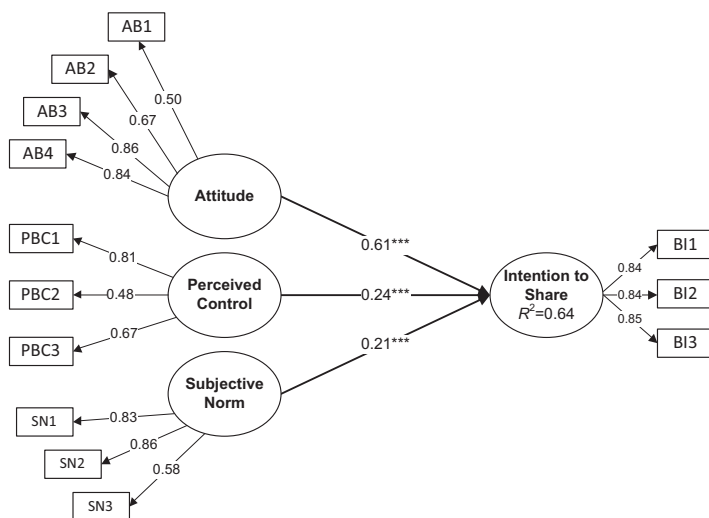 AB1
AB2
0.50
AB3
0.67
AB4
0.86
0.84
Attitude
PBC1
0.81
PBC2
0.48
PBC3
0.67
Perceived
Control
SN1
0.83
SN2
0.86
SN3
0.58
Subjective
Norm
0.61***
0.24***
0.21***
Intention to
Share
R²=0.64
0.84
BI1
0.84
BI2
0.85
BI3